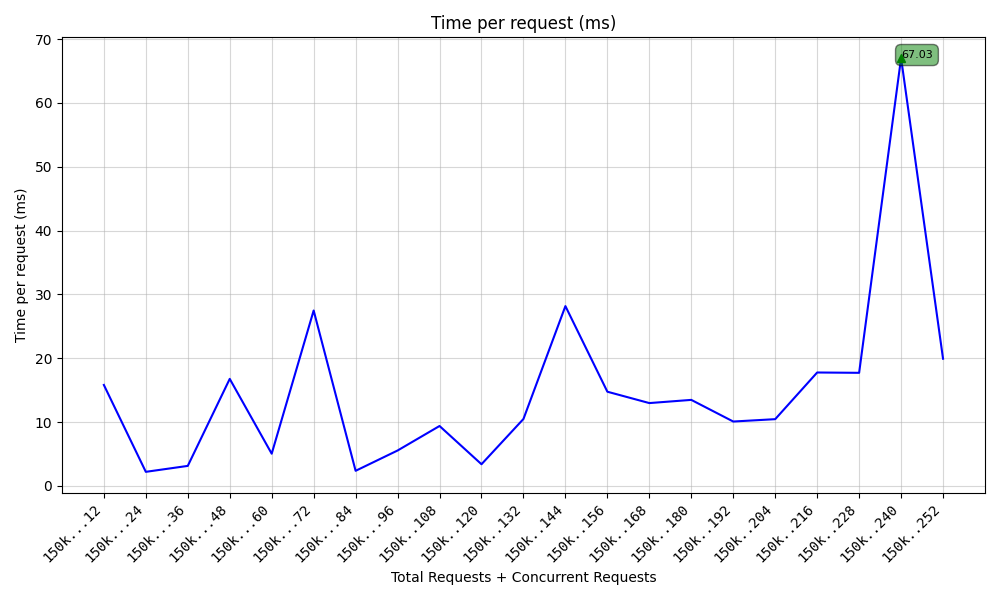 Time per request (ms)
70
60
50
40
30
20
10
0
Time per request (ms)
67.03
150k...12
150k...24
150k...36
150k...48
150k...60
150k...72
150k...84
150k...96
150k..108
150k..120
150k..132
150k..144
150k..156
150k..168
150k..180
150k..192
150k..204
150k..216
150k..228
150k..240
150k..252
Total Requests + Concurrent Requests